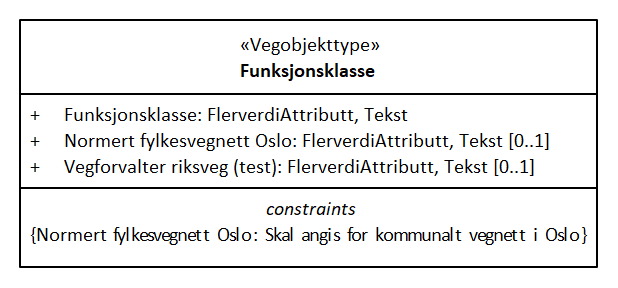 «Vegobjekttype»
Funksjonsklasse
+ Funksjonsklasse: FlerverdiAttributt, Tekst
+ Normert fylkesvegnett Oslo: FlerverdiAttributt, Tekst [0..1]
+ Vegforvalter riksveg (test): FlerverdiAttributt, Tekst [0..1]
constraints
{Normert fylkesvegnett Oslo: Skal angis for kommunalt vegnett i Oslo}